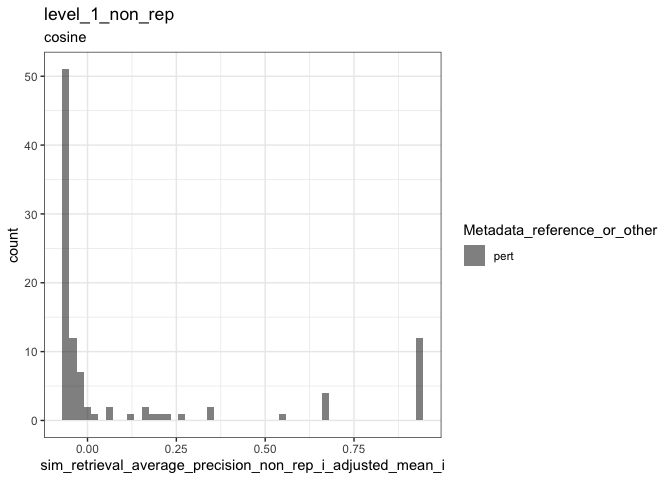 level_1_non_rep
cosine
50
40
30
20
10
0
count
0.00 0.25 0.50 0.75
sim_retrieval_average_precision_non_rep_i_adjusted_mean_i
Metadata_reference_or_other
pert